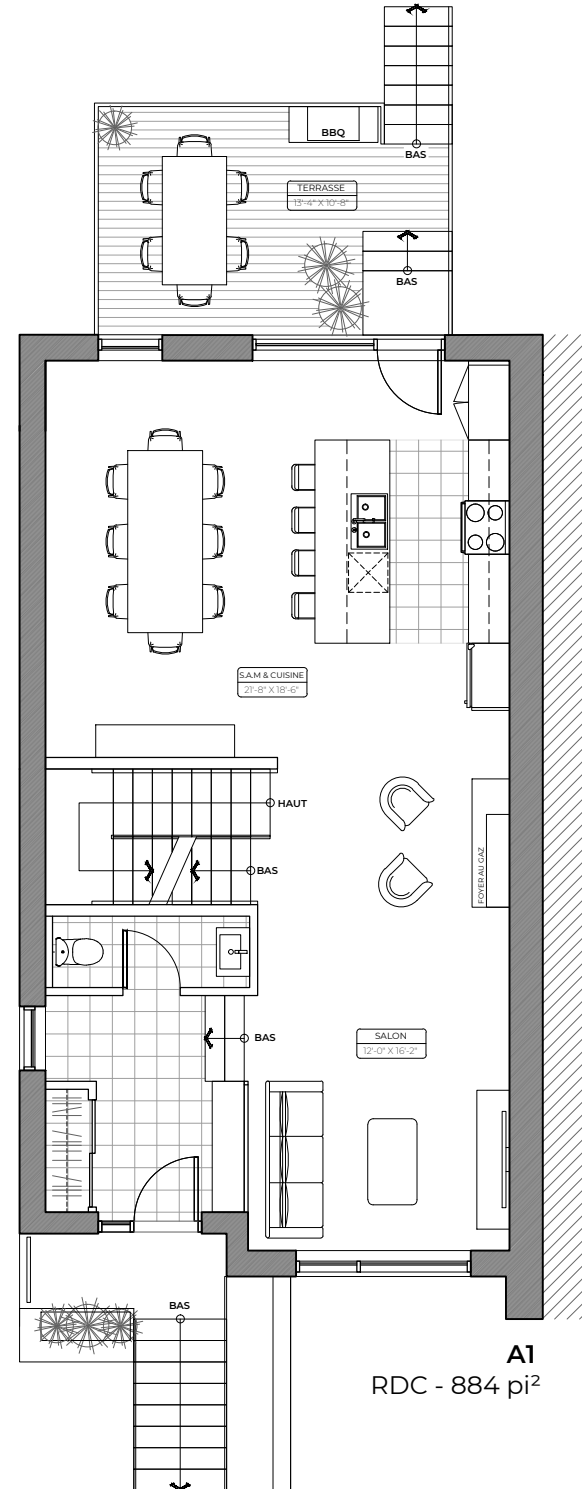 BBQ
BAS
TERRASSE
13'-4" X 10'-8"
BAS
S.A.M & CUISINE
21'-8" X 18'-6"
HAUT
BAS
FOYER AU GAZ
BAS
SALON
12'-0" X 16'-2"
BAS
A1
RDC - 884 pi²